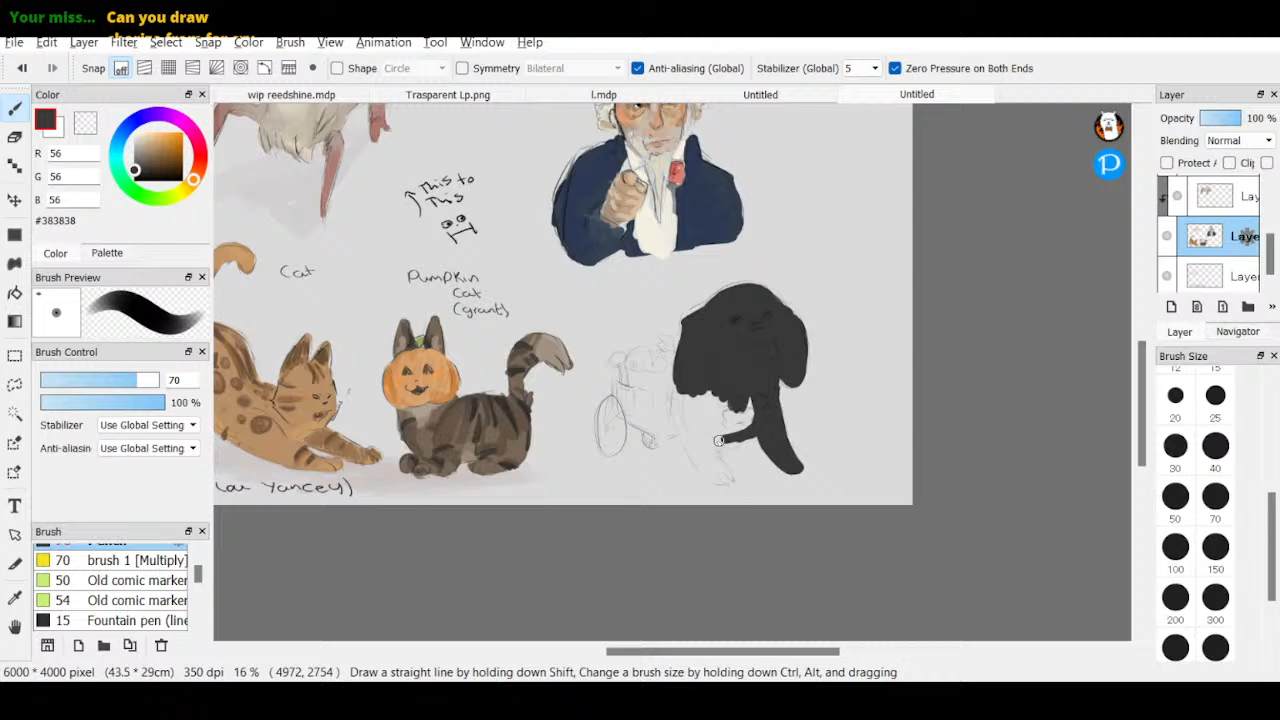 Your miss... Can you draw
File Edit Layer Filter Select Snap Color Brush View Animation Tool Window Help
Snap off Shape Circle Symmetry Bilateral Anti-aliasing (Global) Stabilizer (Global) 5 Zero Pressure on Both Ends
Color
wip reedshine.mdp Trasparent Lp.png l.mdp Untitled Untitled
Layer
R 56
G 56
B 56
#383838
Color Palette
Brush Preview
Brush Control
70
100 %
Stabilizer Use Global Setting
Anti-aliasin Use Global Setting
Brush
70 brush 1 [Multiply]
50 Old comic marker
54 Old comic marker
15 Fountain pen (line
This to
This
Cat
Pumpkin
Cat
(grant)
Yancey)
Opacity 100 %
Blending Normal
Protect Clip
Lay
Laye
Layer
Layer Navigator
Brush Size
12 15
20 25
30 40
50 70
100 150
200 300
6000 * 4000 pixel (43.5 * 29cm) 350 dpi 16 % ( 4972, 2754 ) Draw a straight line by holding down Shift, Change a brush size by holding down Ctrl, Alt, and dragging